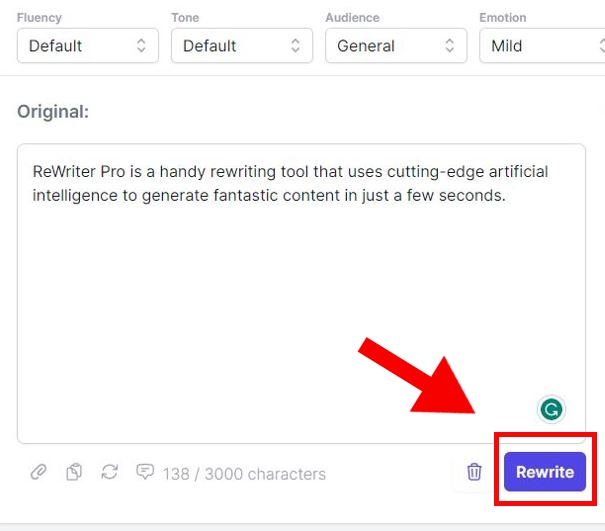 Fluency Tone Audience Emotion
Default Default General Mild
Original:
ReWriter Pro is a handy rewriting tool that uses cutting-edge artificial
intelligence to generate fantastic content in just a few seconds.
138 / 3000 characters Rewrite